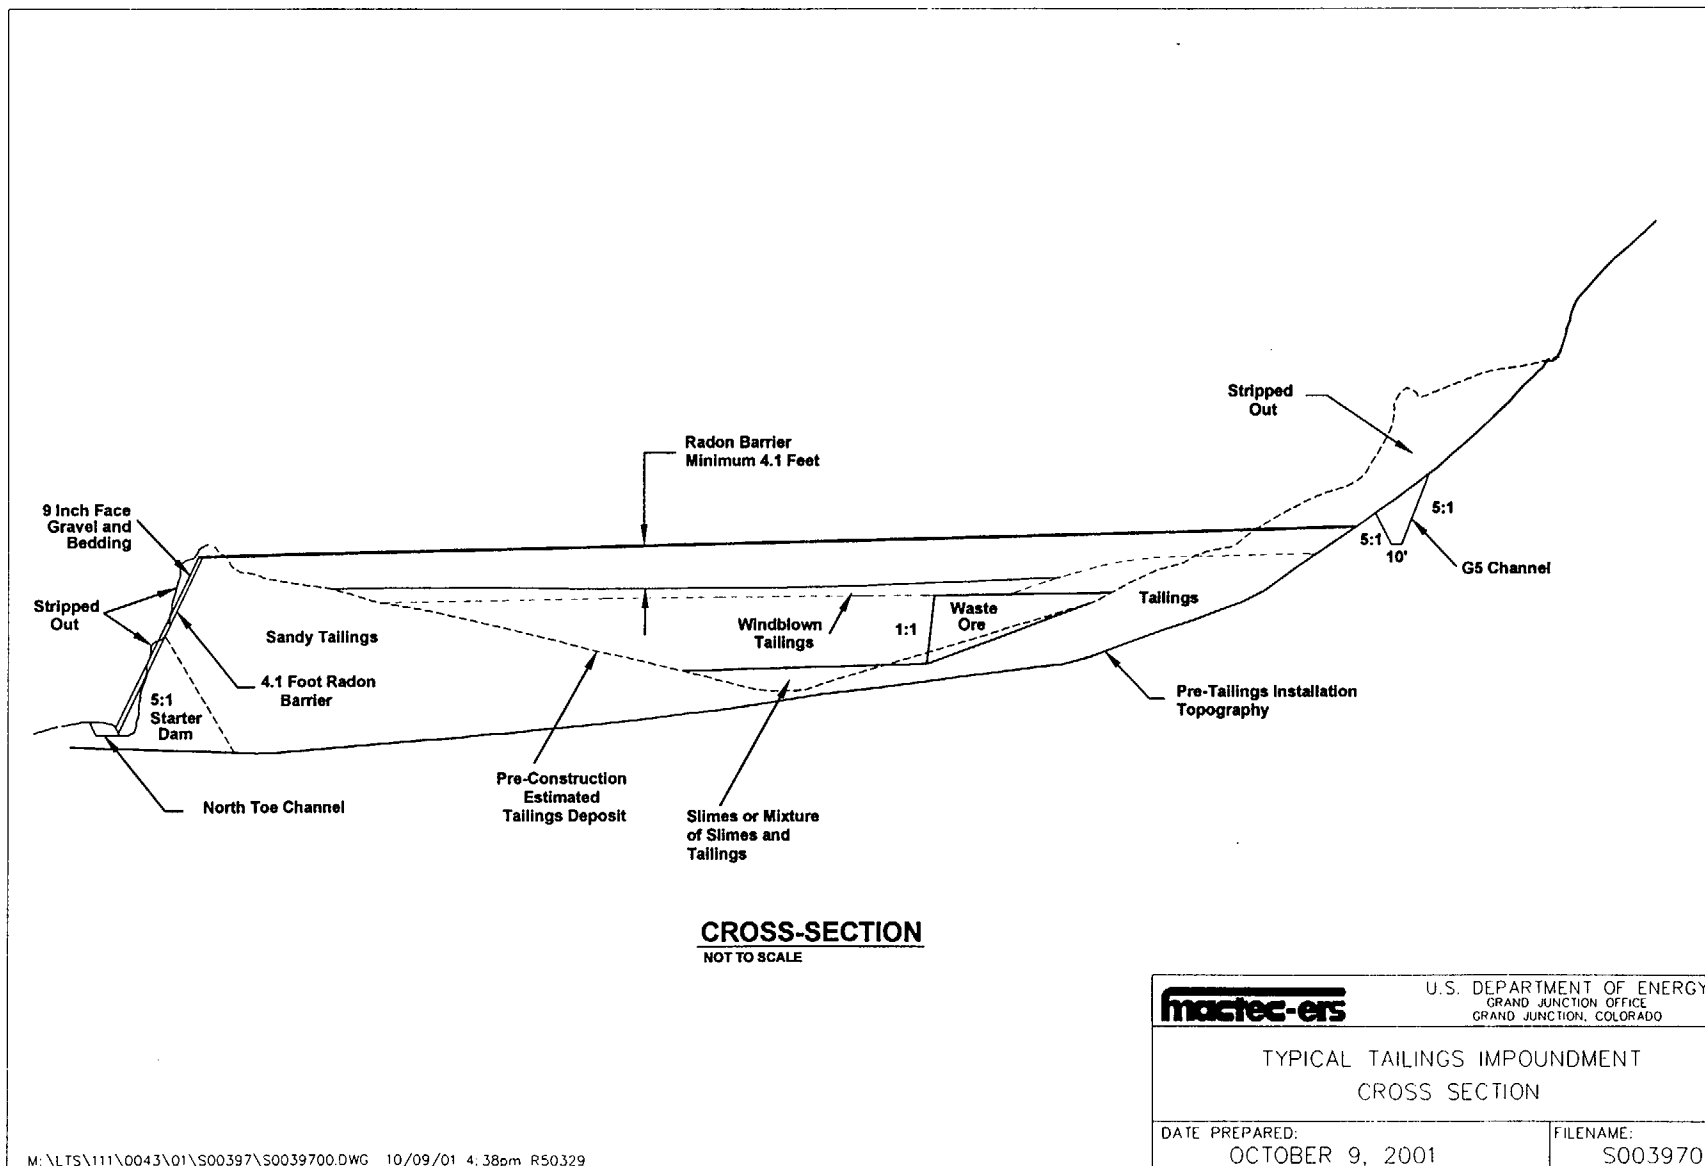 Stripped
Out
Radon Barrier
Minimum 4.1 Feet
9 Inch Face
Gravel and
Bedding
5:1
5:1
10'
G5 Channel
Stripped
Out
Sandy Tailings
Windblown
Tailings
1:1
Waste
Ore
Tailings
4.1 Foot Radon
Barrier
5:1
Starter
Dam
Pre-Tailings Installation
Topography
North Toe Channel
Pre-Construction
Estimated
Tailings Deposit
Slimes or Mixture
of Slimes and
Tailings
CROSS-SECTION
NOT TO SCALE
mactec-ers
U.S. DEPARTMENT OF ENERGY
GRAND JUNCTION OFFICE
GRAND JUNCTION, COLORADO
TYPICAL TAILINGS IMPOUNDMENT
CROSS SECTION
DATE PREPARED:
OCTOBER 9, 2001
FILENAME:
S003970
M:\LTS\111\0043\01\S00397\S0039700.DWG 10/09/01 4:38pm R50329